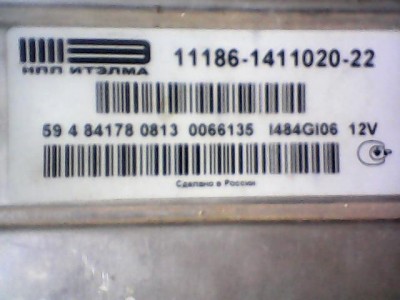 НПП ИТЭЛМА
11186-1411020-22
59 4 84178 0813 0066135 I484GI06 12V
Сделано в России